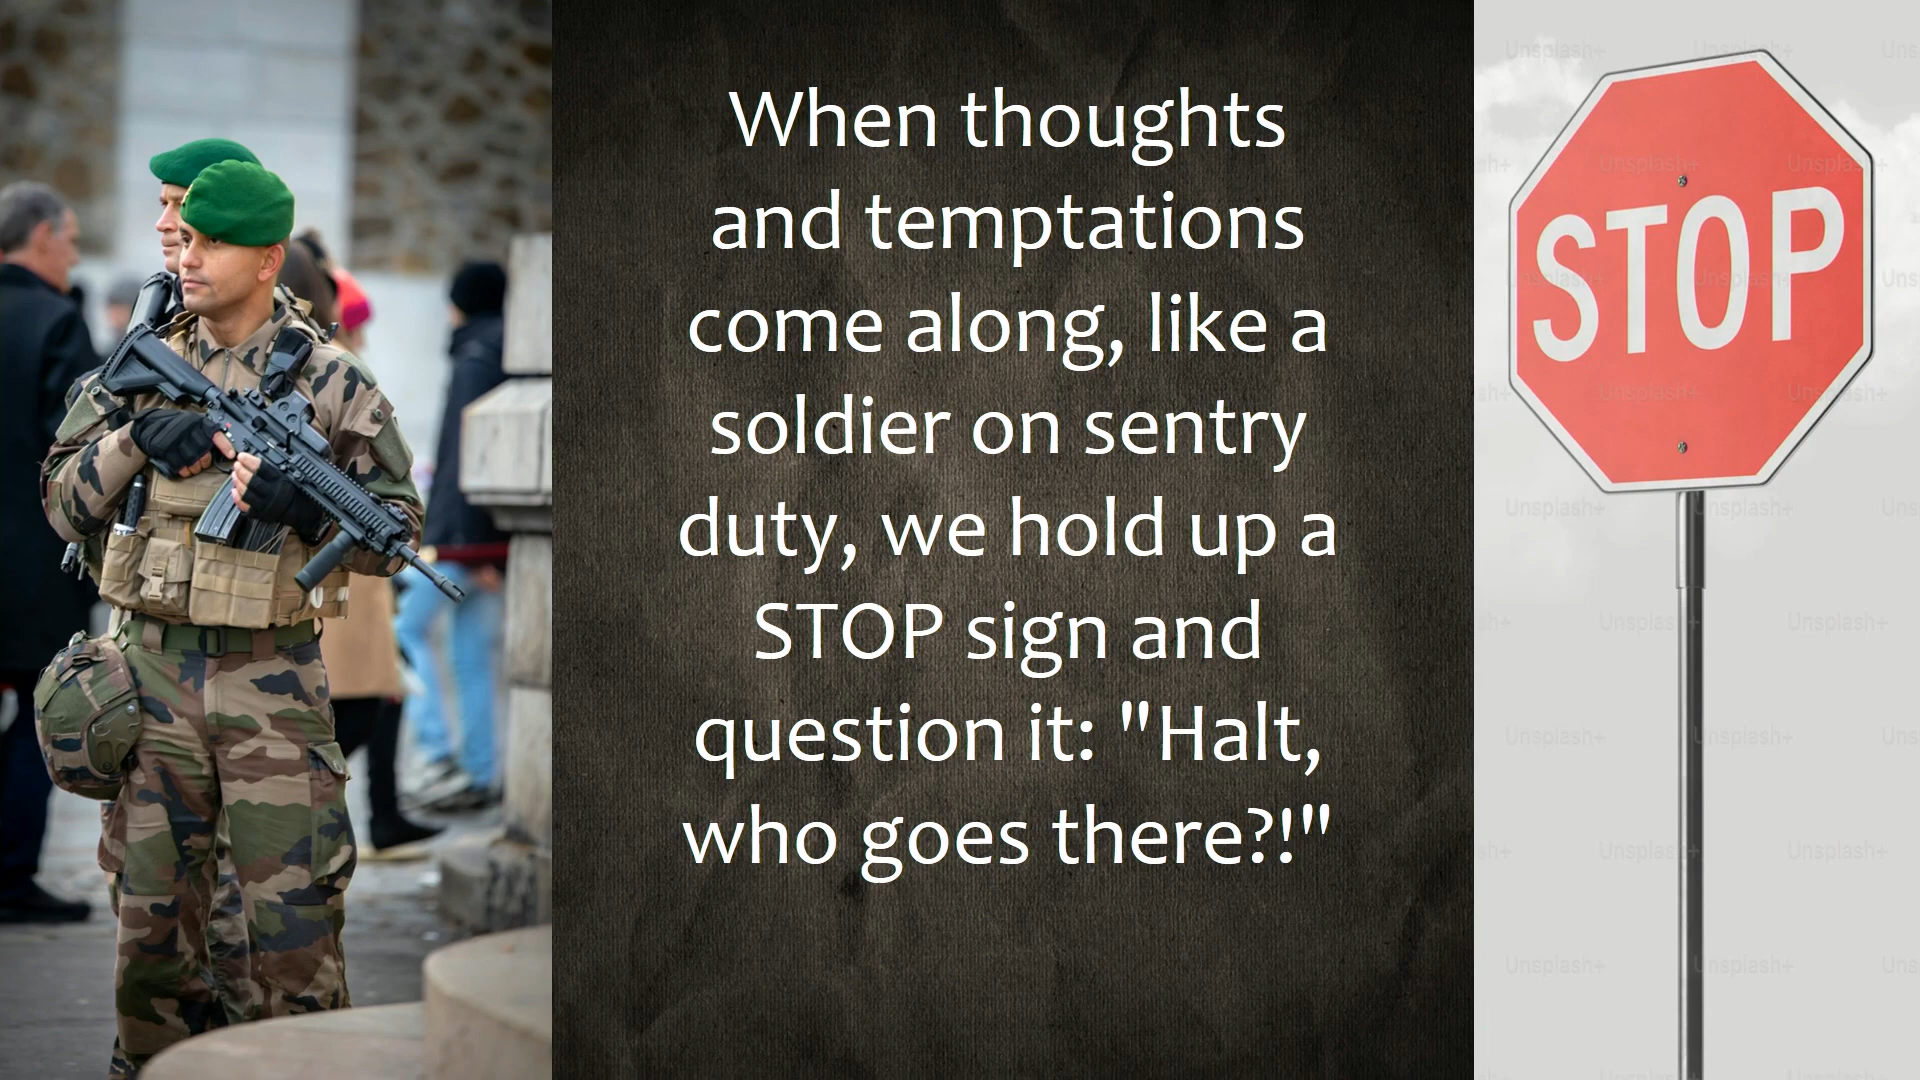 When thoughts
and temptations
come along, like a
soldier on sentry
duty, we hold up a
STOP sign and
question it: "Halt,
who goes there?!"
STOP
Unsplash+